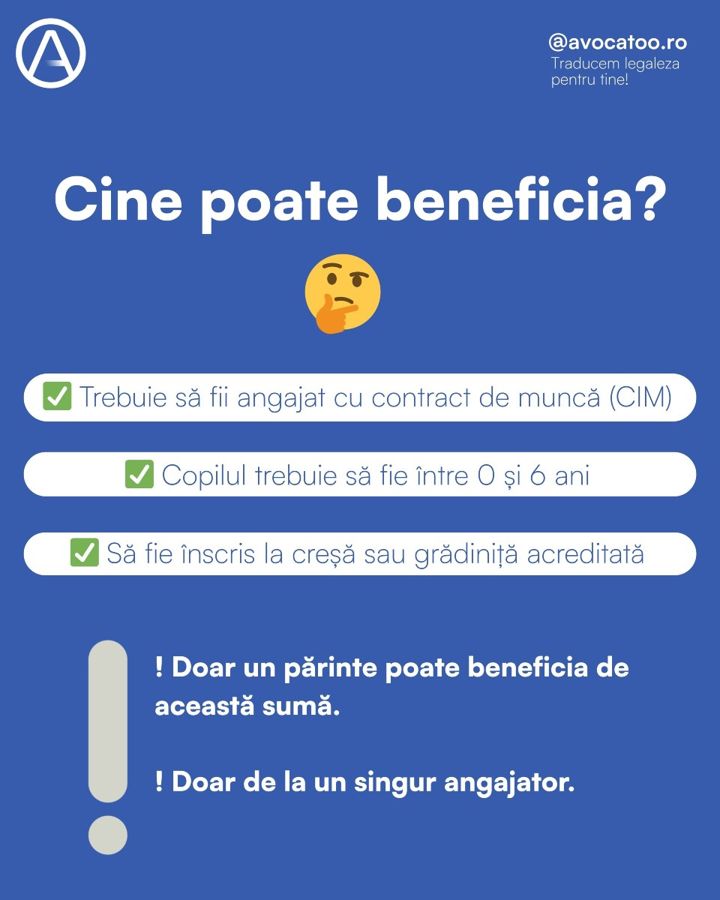 @avocatoo.ro
Traducem legaleza
pentru tine!
Cine poate beneficia?
✅ Trebuie să fii angajat cu contract de muncă (CIM)
✅ Copilul trebuie să fie între 0 și 6 ani
✅ Să fie înscris la creșă sau grădiniță acreditată
! Doar un părinte poate beneficia de
această sumă.
! Doar de la un singur angajator.